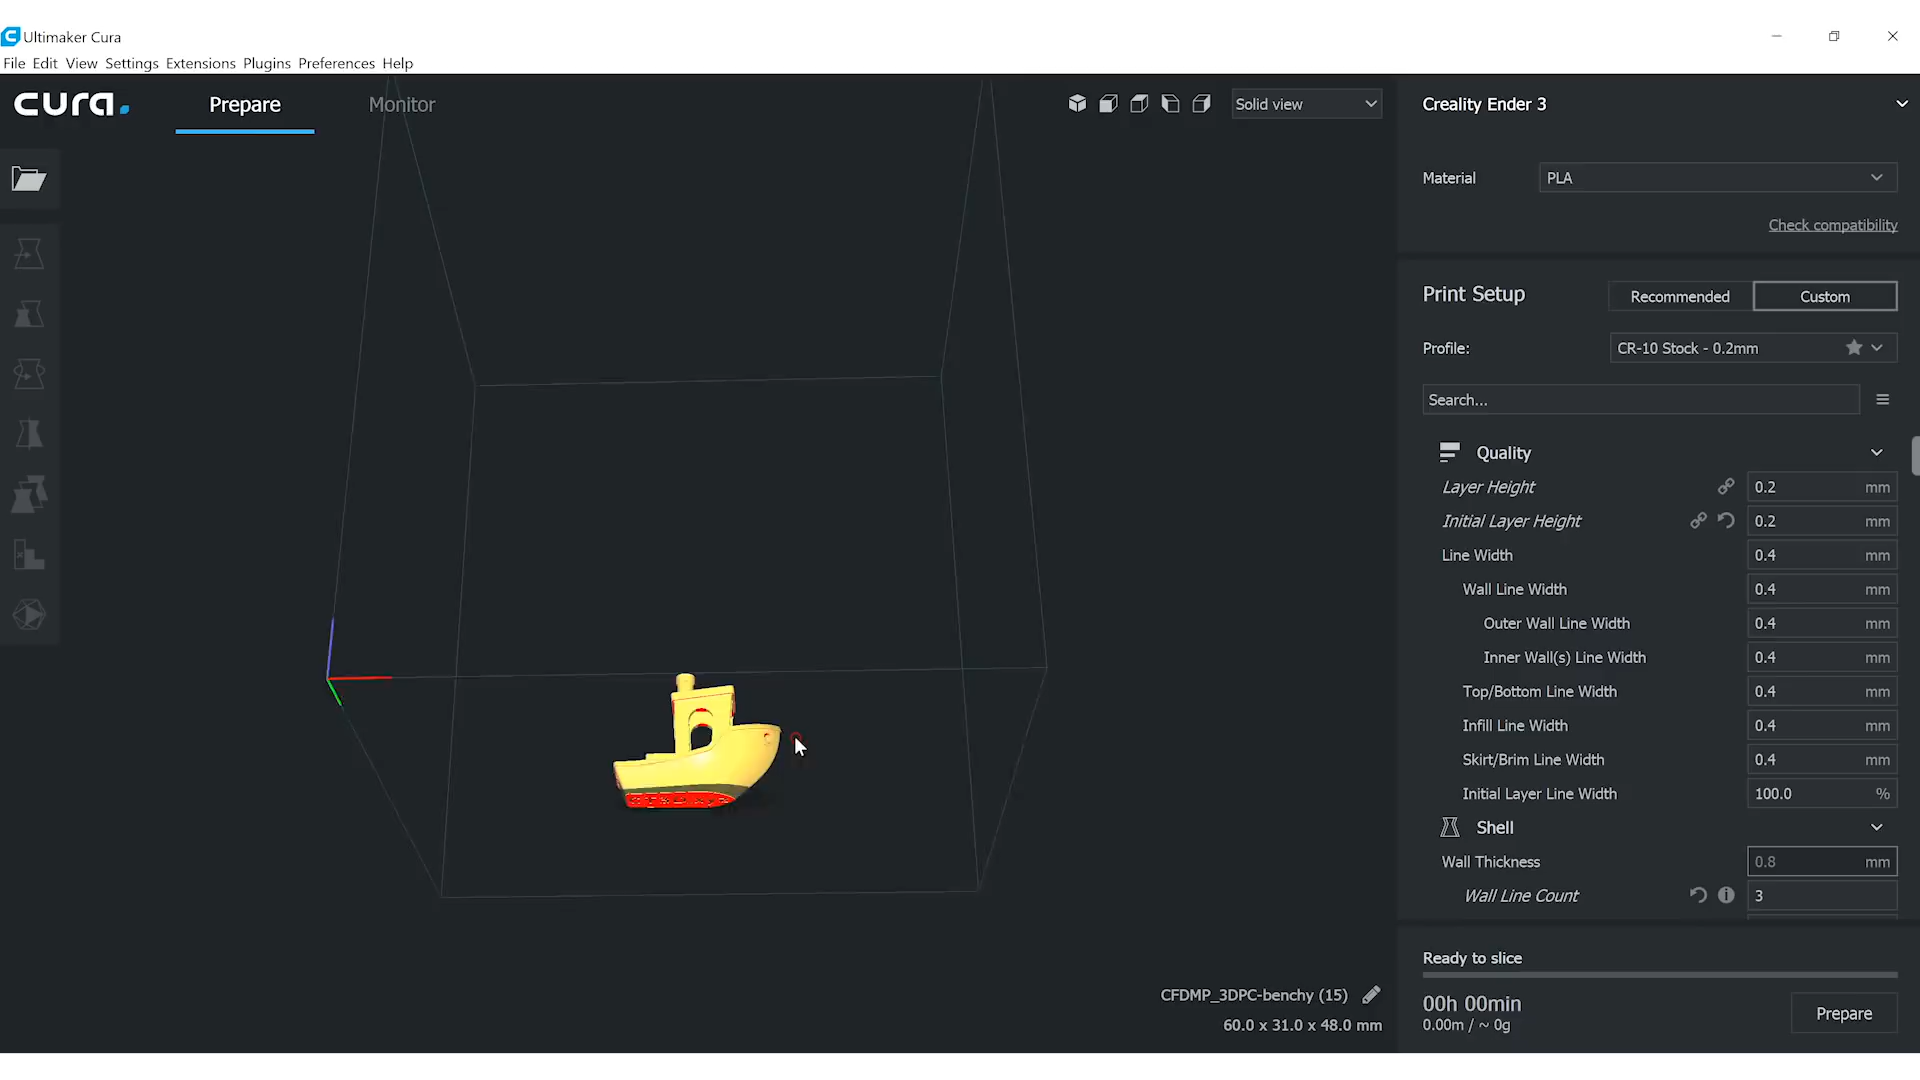 Ultimaker Cura
File Edit View Settings Extensions Plugins Preferences Help
cura.
Prepare
Monitor
Solid view
Creality Ender 3
Material
PLA
Check compatibility
Print Setup
Recommended
Custom
Profile:
CR-10 Stock - 0.2mm
Search...
Quality
Layer Height
0.2 mm
Initial Layer Height
0.2 mm
Line Width
0.4 mm
Wall Line Width
0.4 mm
Outer Wall Line Width
0.4 mm
Inner Wall(s) Line Width
0.4 mm
Top/Bottom Line Width
0.4 mm
Infill Line Width
0.4 mm
Skirt/Brim Line Width
0.4 mm
Initial Layer Line Width
100.0 %
Shell
Wall Thickness
0.8 mm
Wall Line Count
3
CFDMP_3DPC-benchy (15)
60.0 x 31.0 x 48.0 mm
Ready to slice
00h 00min
0.00m / ~ 0g
Prepare